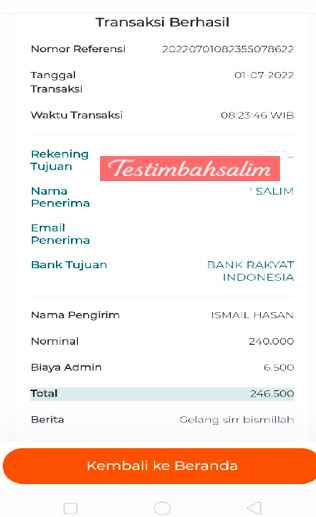 Transaksi Berhasil
Nomor Referensi 20220701082355078622
Tanggal Transaksi 01-07-2022
Waktu Transaksi 08:23:46 WIB
Rekening Tujuan
Testimbahsalim
Nama Penerima SALIM
Email Penerima
Bank Tujuan BANK RAKYAT INDONESIA
Nama Pengirim ISMAIL HASAN
Nominal 240.000
Biaya Admin 6.500
Total 246.500
Berita Gelang sirr bismillah
Kembali ke Beranda